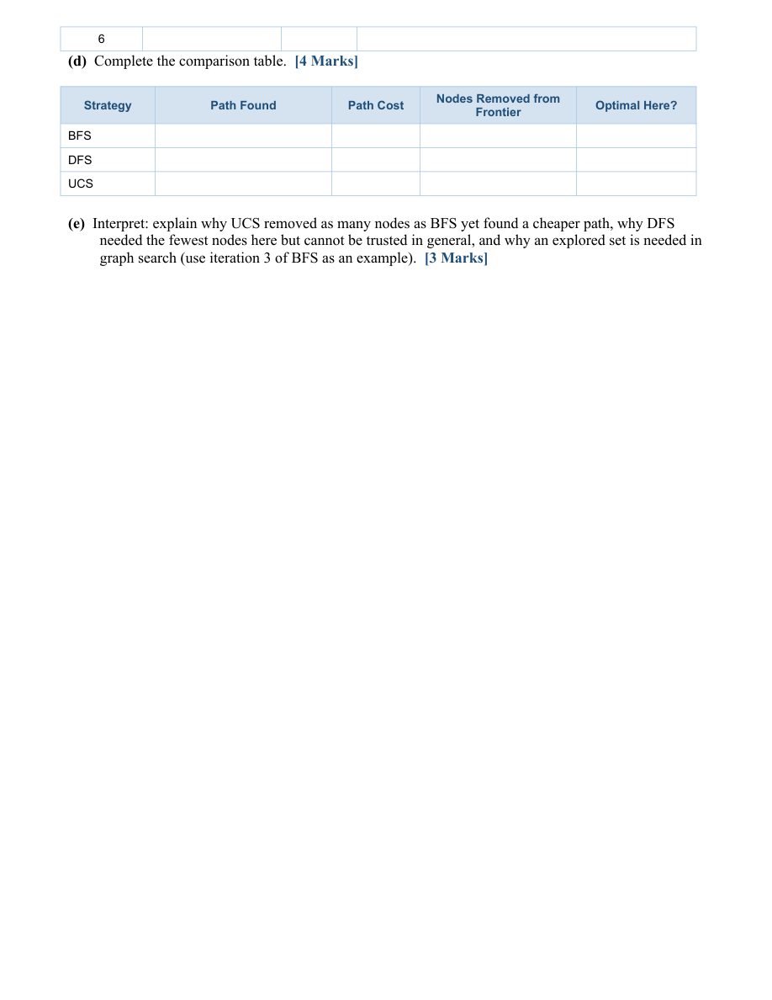 6
(d) Complete the comparison table. [4 Marks]
Strategy Path Found Path Cost Nodes Removed from Frontier Optimal Here?
BFS
DFS
UCS
(e) Interpret: explain why UCS removed as many nodes as BFS yet found a cheaper path, why DFS
needed the fewest nodes here but cannot be trusted in general, and why an explored set is needed in
graph search (use iteration 3 of BFS as an example). [3 Marks]